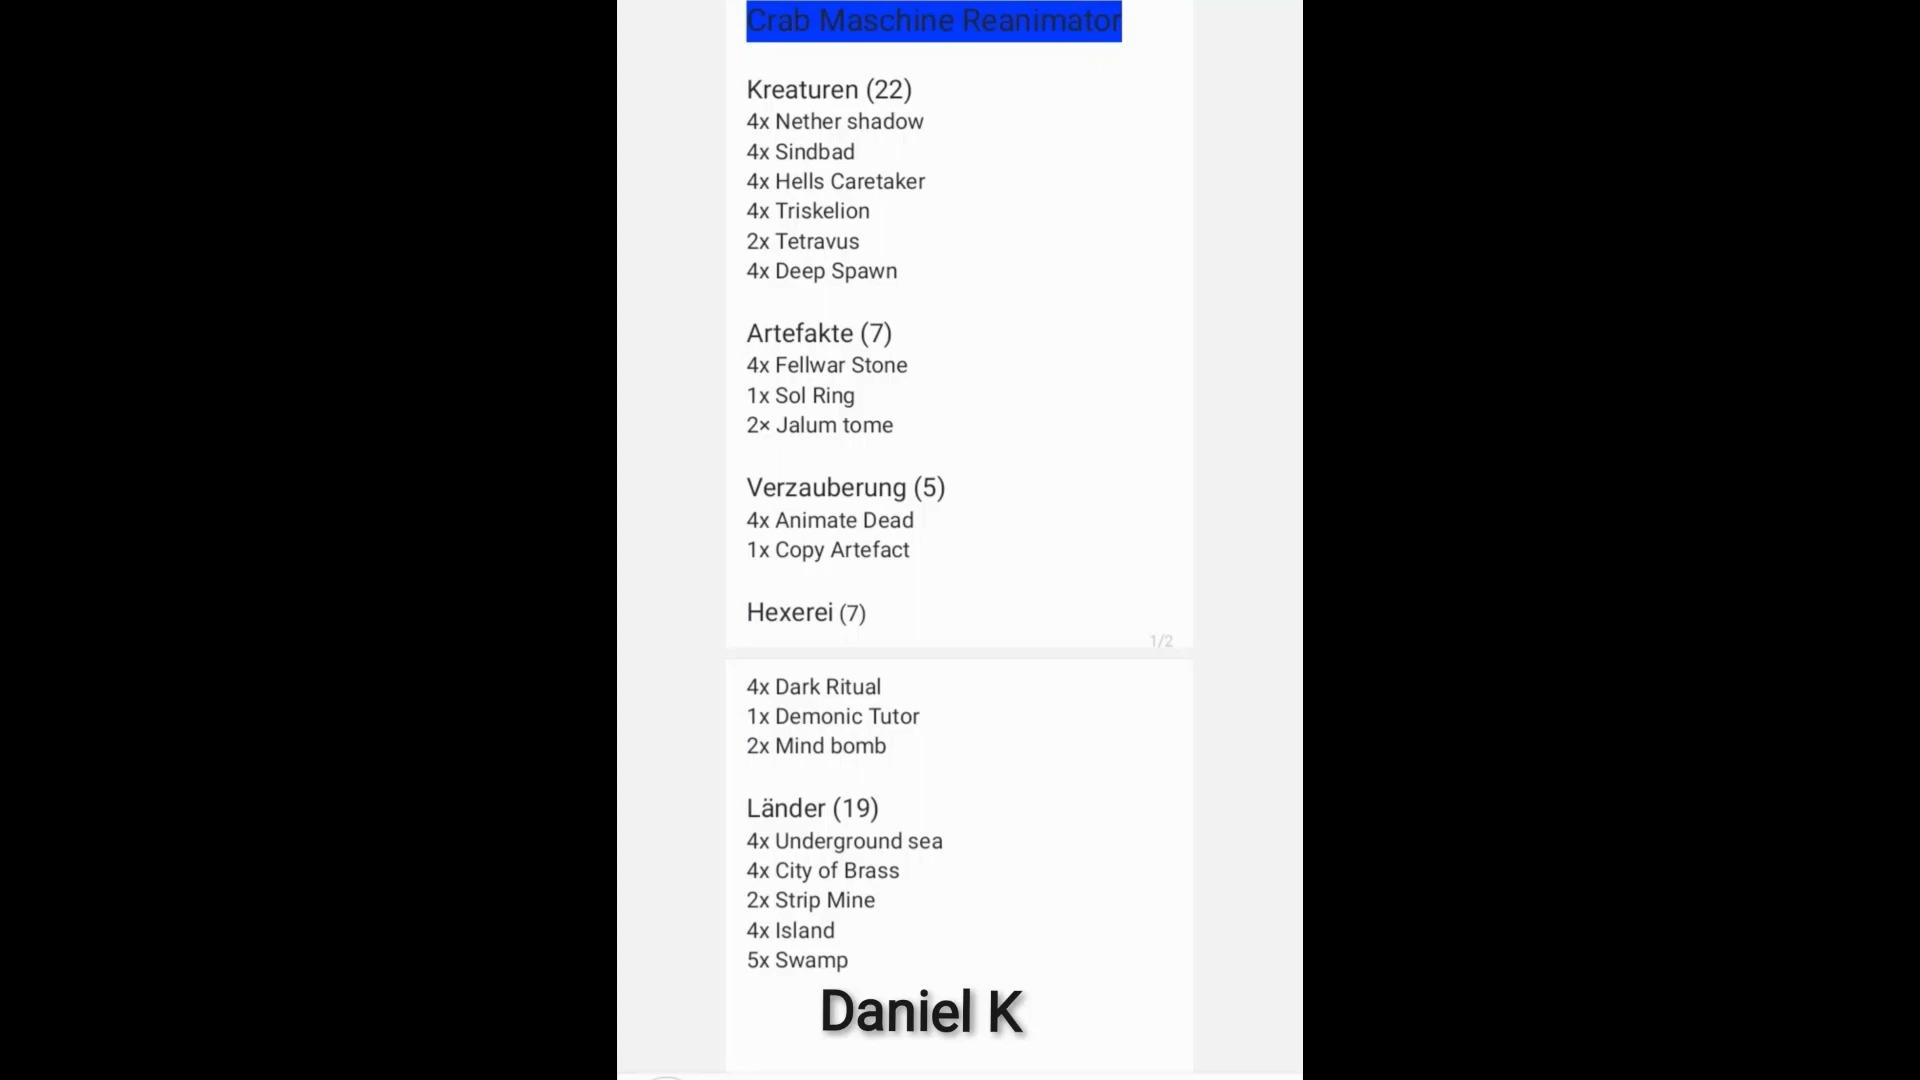 Crab Maschine Reanimator
Kreaturen (22)
4x Nether shadow
4x Sindbad
4x Hells Caretaker
4x Triskelion
2x Tetravus
4x Deep Spawn
Artefakte (7)
4x Fellwar Stone
1x Sol Ring
2× Jalum tome
Verzauberung (5)
4x Animate Dead
1x Copy Artefact
Hexerei (7)
1/2
4x Dark Ritual
1x Demonic Tutor
2x Mind bomb
Länder (19)
4x Underground sea
4x City of Brass
2x Strip Mine
4x Island
5x Swamp
Daniel K